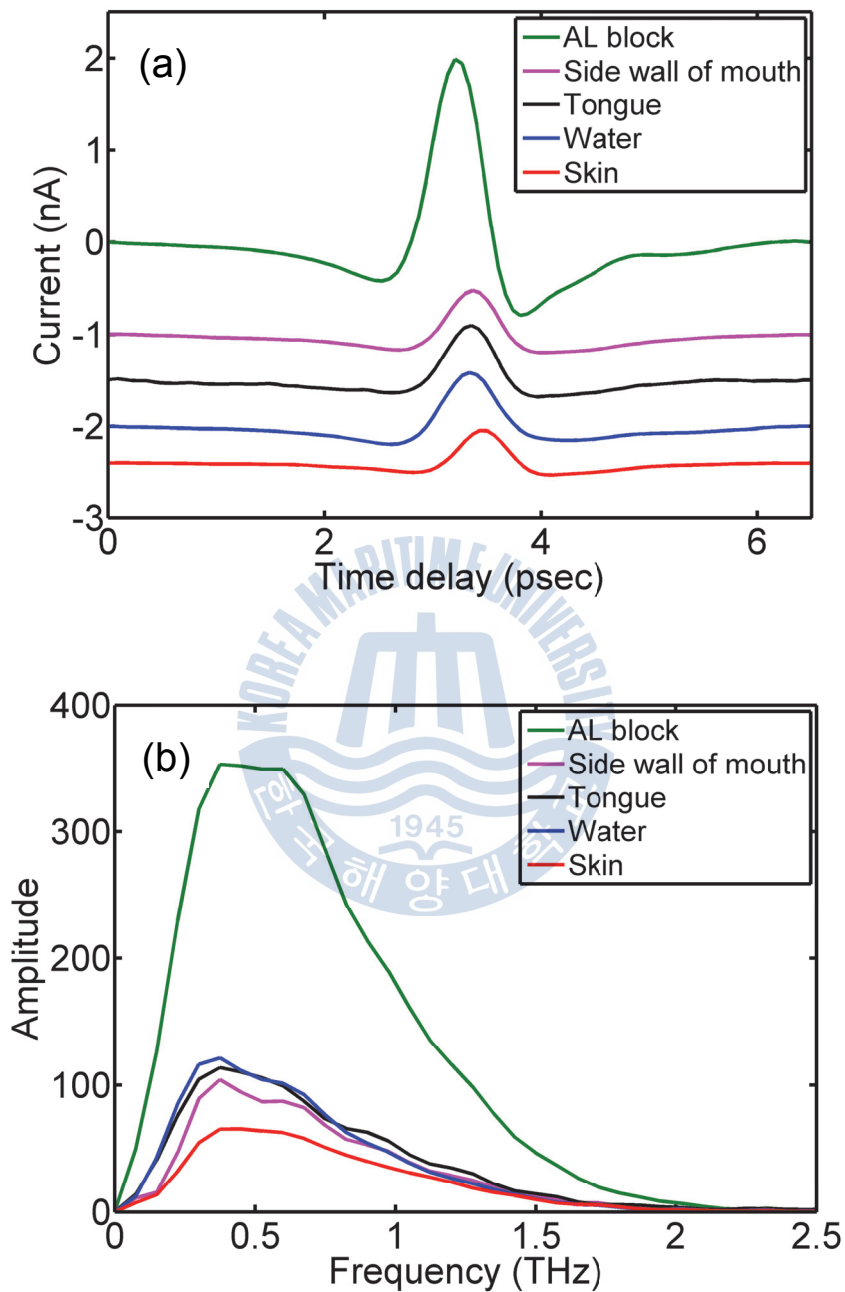 (a)
AL block
Side wall of mouth
Tongue
Water
Skin
2
1
0
-1
-2
-3
Current (nA)
0
2
4
6
Time delay (psec)
KOREA MARITIME UNIVERSITY
1945
한국해양대학교
(b)
AL block
Side wall of mouth
Tongue
Water
Skin
400
300
200
100
0
Amplitude
0
0.5
1
1.5
2
2.5
Frequency (THz)